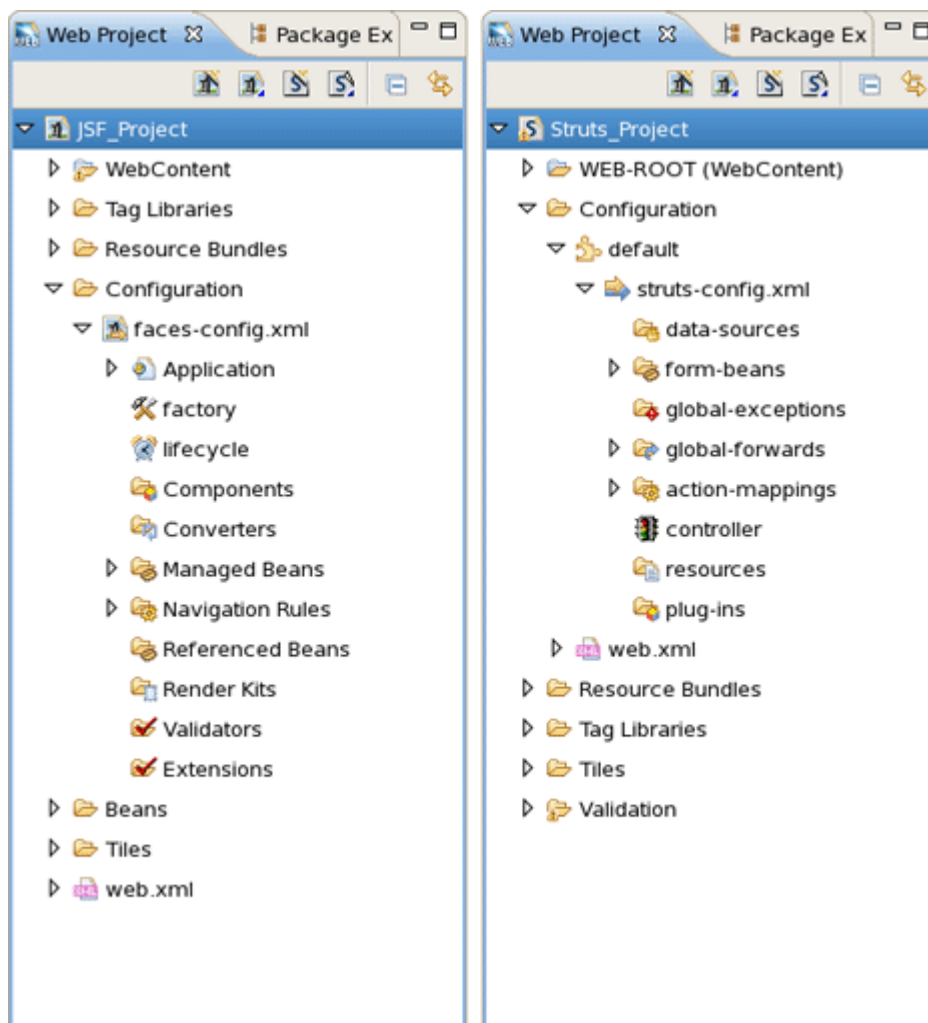 Web Project
Package Ex
JSF_Project
WebContent
Tag Libraries
Resource Bundles
Configuration
faces-config.xml
Application
factory
lifecycle
Components
Converters
Managed Beans
Navigation Rules
Referenced Beans
Render Kits
Validators
Extensions
Beans
Tiles
web.xml
Web Project
Package Ex
Struts_Project
WEB-ROOT (WebContent)
Configuration
default
struts-config.xml
data-sources
form-beans
global-exceptions
global-forwards
action-mappings
controller
resources
plug-ins
web.xml
Resource Bundles
Tag Libraries
Tiles
Validation